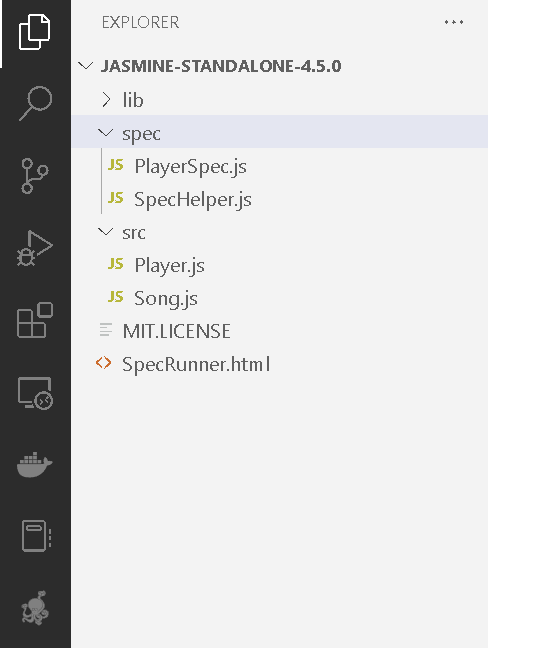 EXPLORER
JASMINE-STANDALONE-4.5.0
lib
spec
JS PlayerSpec.js
JS SpecHelper.js
src
JS Player.js
JS Song.js
MIT.LICENSE
SpecRunner.html